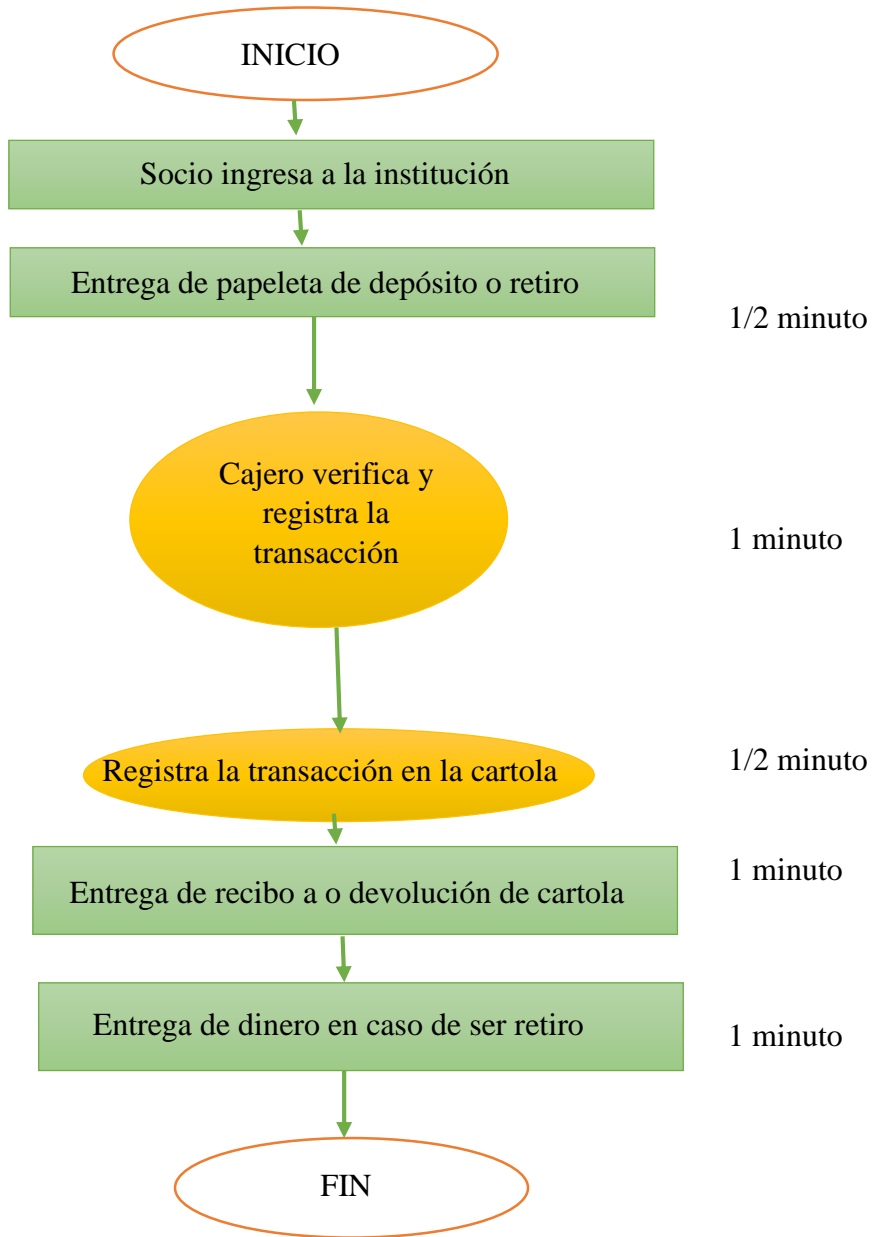 INICIO
Socio ingresa a la institución
Entrega de papeleta de depósito o retiro
1/2 minuto
Cajero verifica y
registra la
transacción
1 minuto
Registra la transacción en la cartola
1/2 minuto
Entrega de recibo a o devolución de cartola
1 minuto
Entrega de dinero en caso de ser retiro
1 minuto
FIN